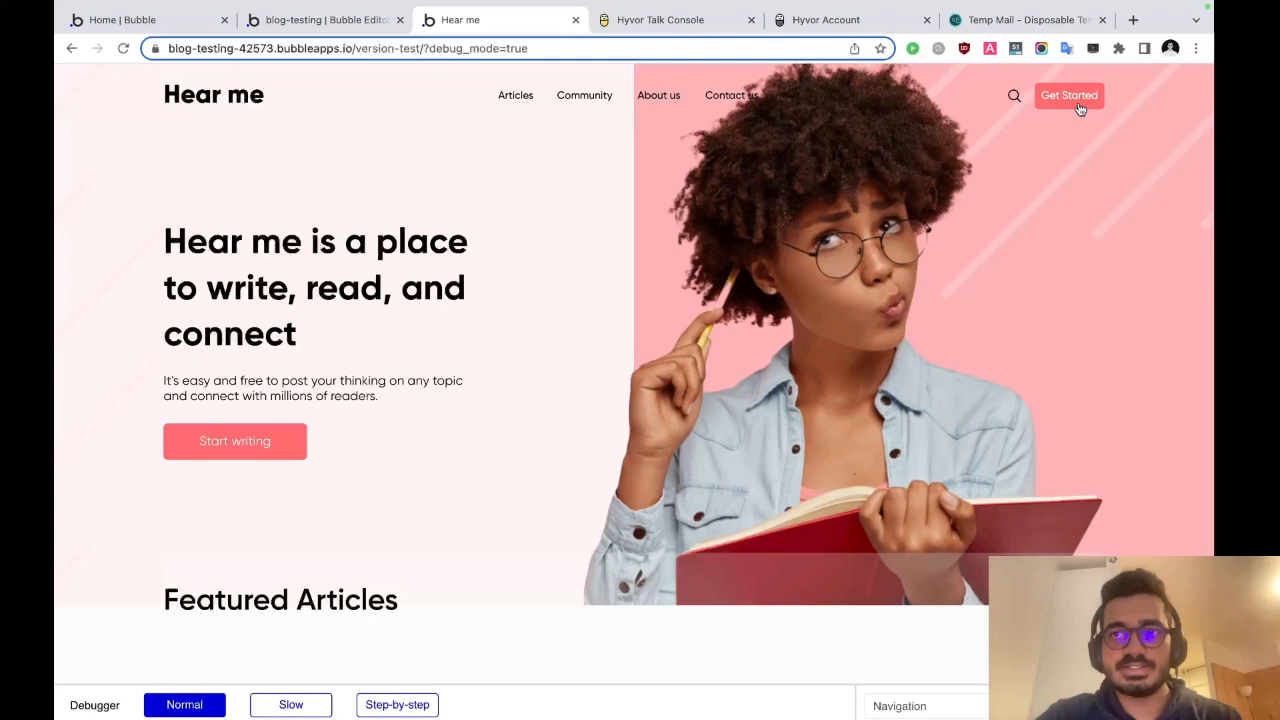 Home | Bubble
blog-testing | Bubble Edito
Hear me
Hyvor Talk Console
Hyvor Account
Temp Mail - Disposable Te
blog-testing-42573.bubbleapps.io/version-test/?debug_mode=true
Hear me
Articles
Community
About us
Contact us
Get Started
Hear me is a place
to write, read, and
connect
It's easy and free to post your thinking on any topic
and connect with millions of readers.
Start writing
Featured Articles
Debugger
Normal
Slow
Step-by-step
Navigation